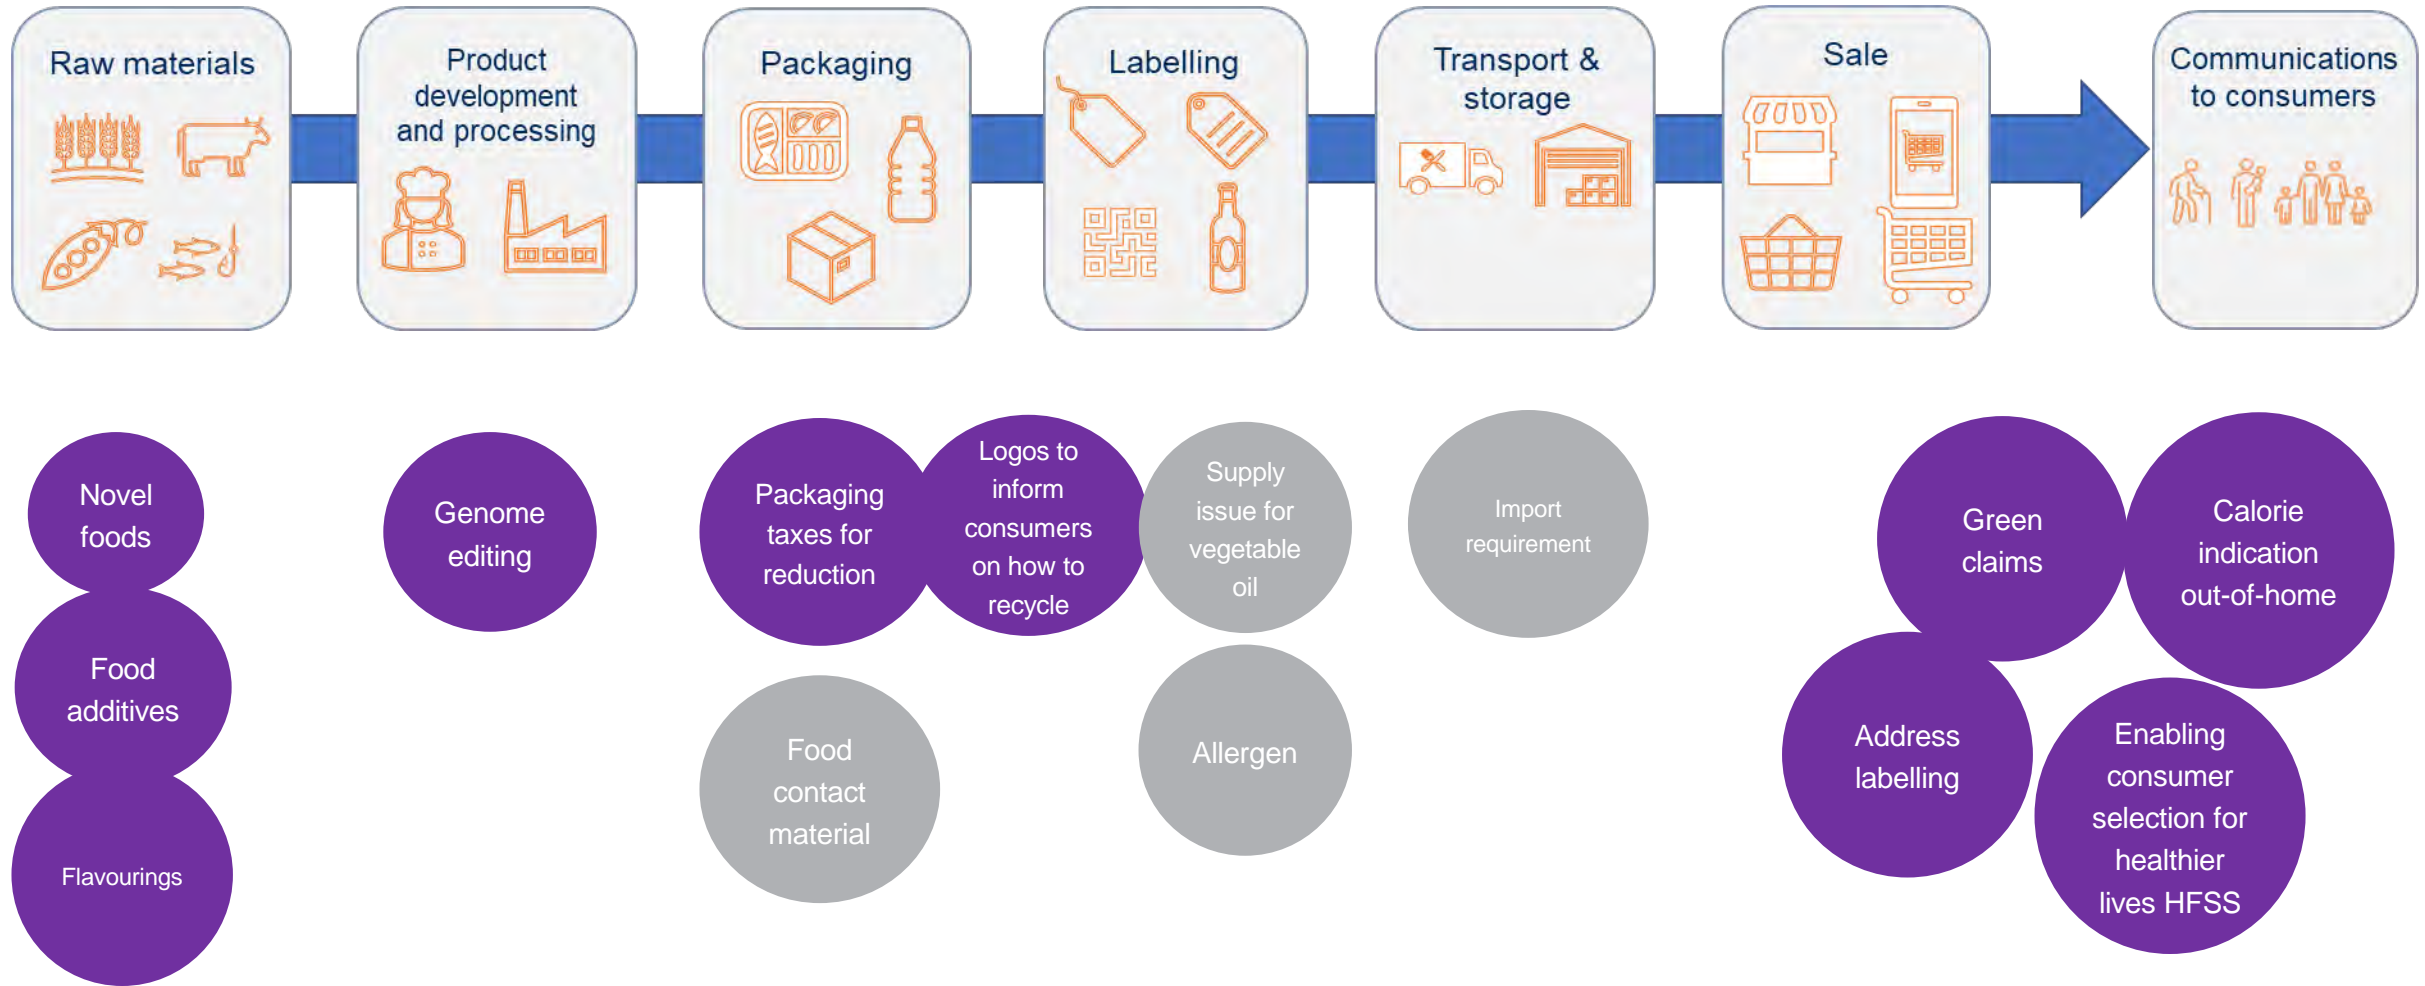 Raw materials
Product
development
and processing
Packaging
Labelling
Transport &
storage
Sale
Communications
to consumers
Novel
foods
Food
additives
Flavourings
Genome
editing
Packaging
taxes for
reduction
Food
contact
material
Logos to
inform
consumers
on how to
recycle
Supply
issue for
vegetable
oil
Allergen
Import
requirement
Green
claims
Address
labelling
Calorie
indication
out-of-home
Enabling
consumer
selection for
healthier
lives HFSS